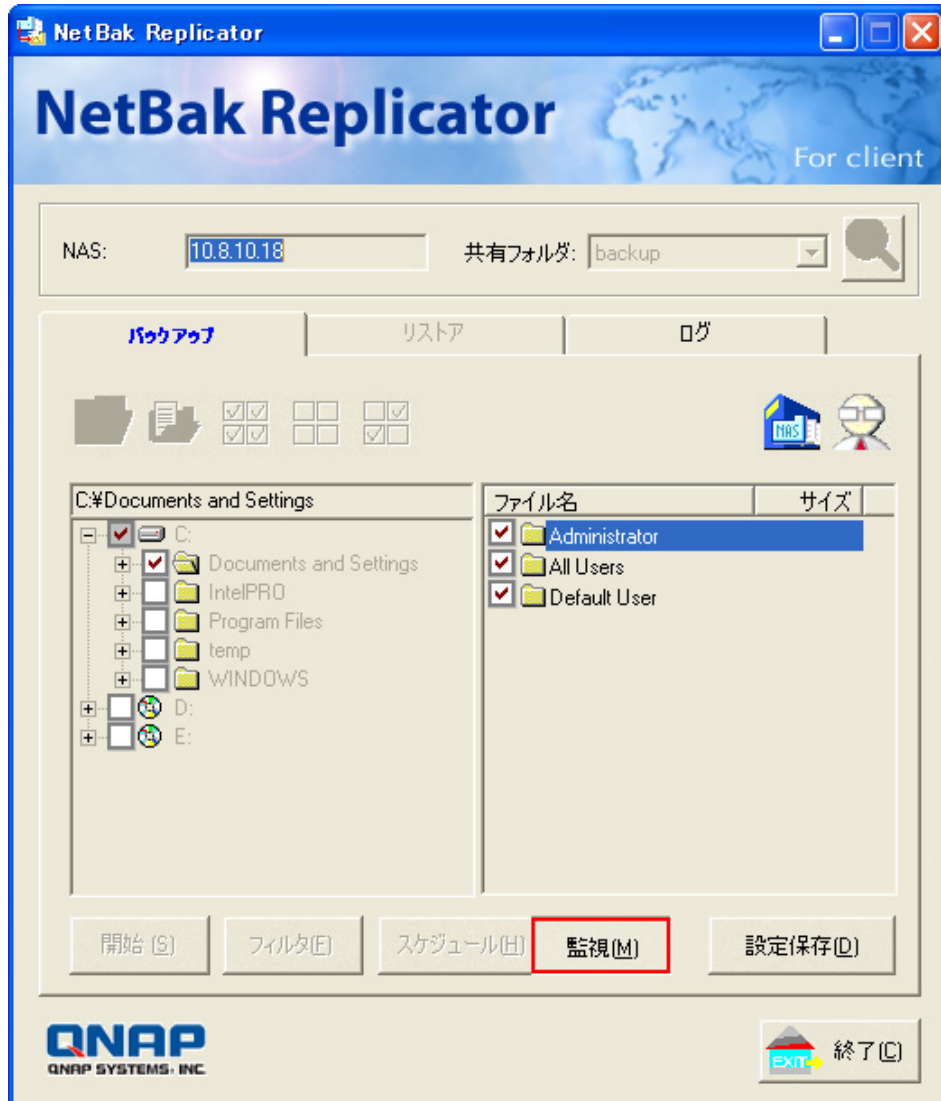 NetBak Replicator
NetBak Replicator
For client
NAS: 10.8.10.18 共有フォルダ: backup
バックアップ リストア ログ
NAS
C:¥Documents and Settings
C:
Documents and Settings
IntelPRO
Program Files
temp
WINDOWS
D:
E:
ファイル名 サイズ
Administrator
All Users
Default User
開始 (S) フィルタ(F) スケジュール(H) 監視(M) 設定保存(D)
QNAP
QNAP SYSTEMS, INC.
EXIT 終了(C)